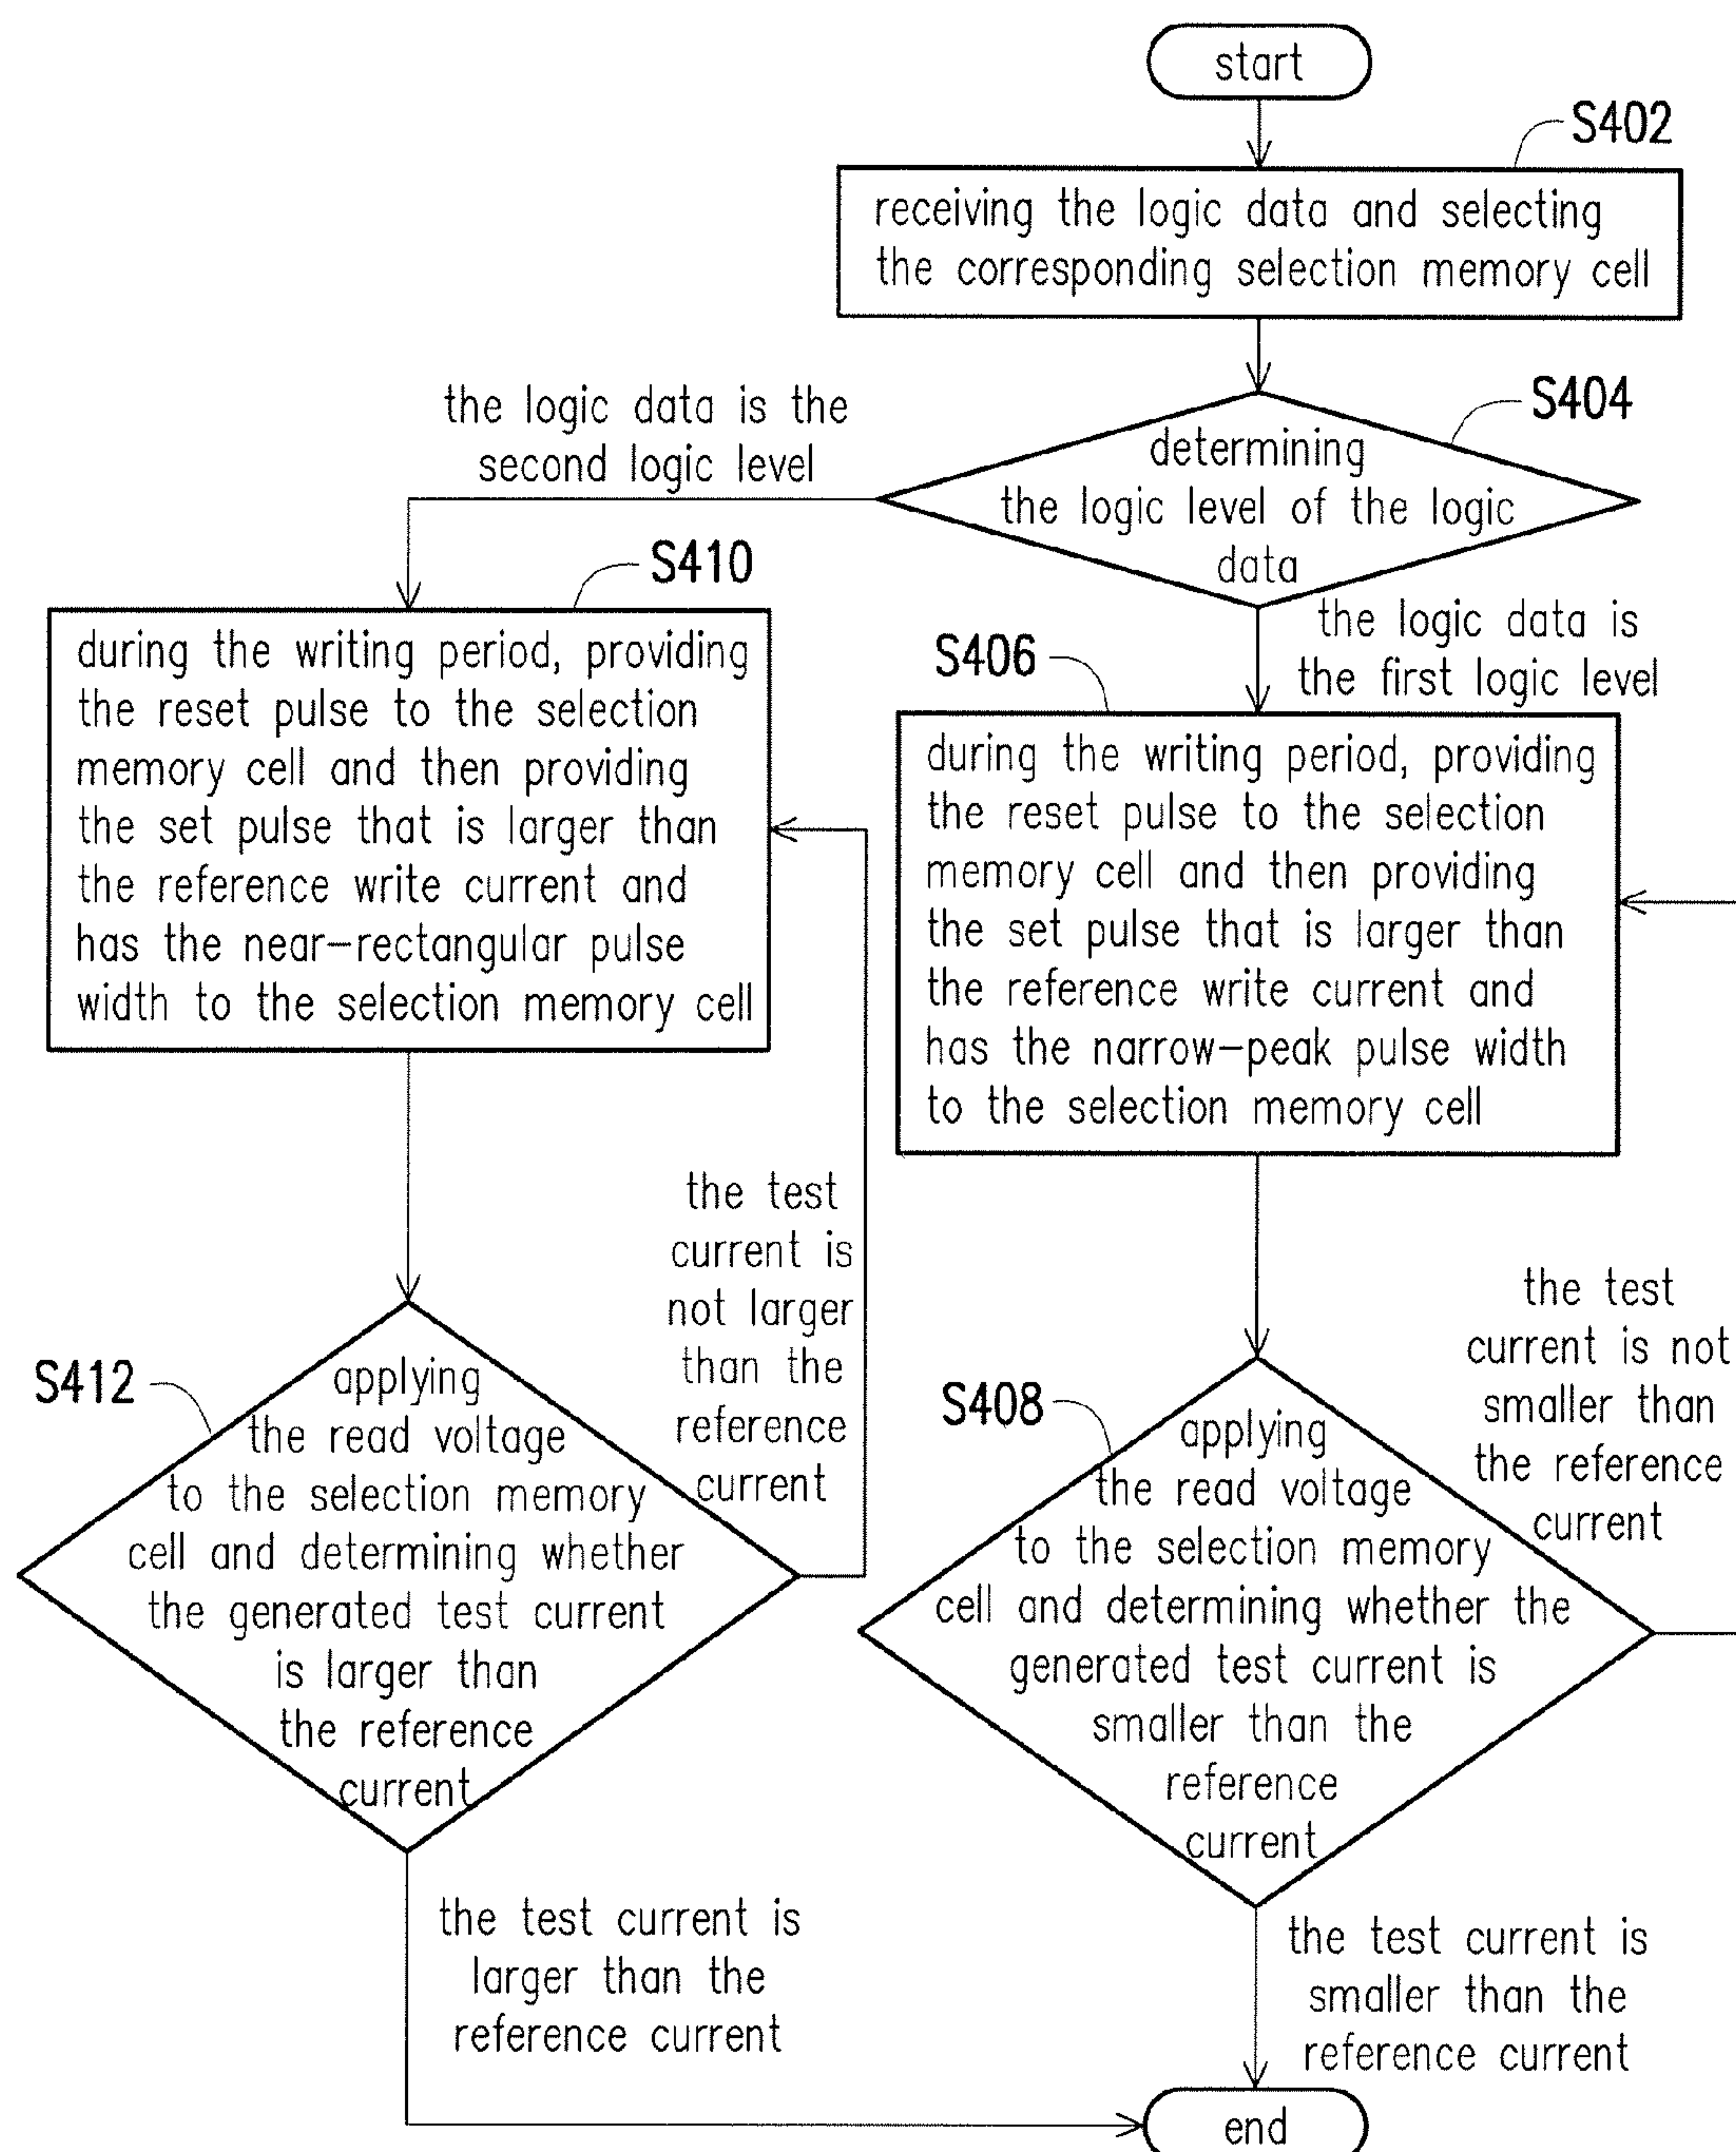 start
S402
receiving the logic data and selecting
the corresponding selection memory cell
S404
determining
the logic level of the logic
data
the logic data is the
second logic level
the logic data is
the first logic level
S410
during the writing period, providing
the reset pulse to the selection
memory cell and then providing
the set pulse that is larger than
the reference write current and
has the near-rectangular pulse
width to the selection memory cell
S406
during the writing period, providing
the reset pulse to the selection
memory cell and then providing
the set pulse that is larger than
the reference write current and
has the narrow-peak pulse width
to the selection memory cell
the test
current is
not larger
than the
reference
current
S412
applying
the read voltage
to the selection memory
cell and determining whether
the generated test current
is larger than
the reference
current
the test
current is not
smaller than
the reference
current
S408
applying
the read voltage
to the selection memory
cell and determining whether the
generated test current is
smaller than the
reference
current
the test current is
larger than the
reference current
the test current is
smaller than the
reference current
end